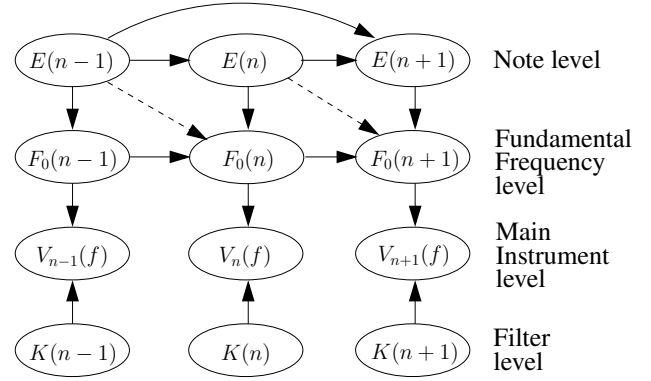 E(n − 1) E(n) E(n + 1) Note level
F₀(n − 1) F₀(n) F₀(n + 1) Fundamental
Frequency
level
Vₙ₋₁(f) Vₙ(f) Vₙ₊₁(f) Main
Instrument
level
K(n − 1) K(n) K(n + 1) Filter
level